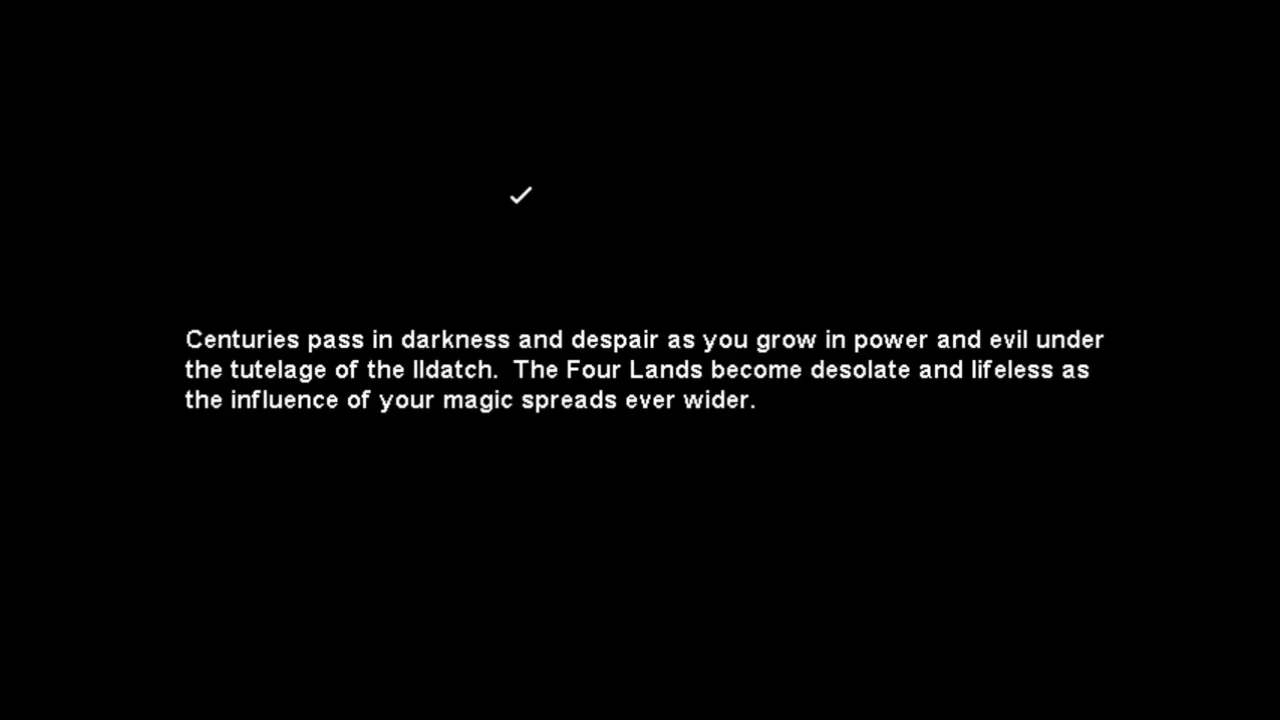 Centuries pass in darkness and despair as you grow in power and evil under
the tutelage of the Ildatch.  The Four Lands become desolate and lifeless as
the influence of your magic spreads ever wider.